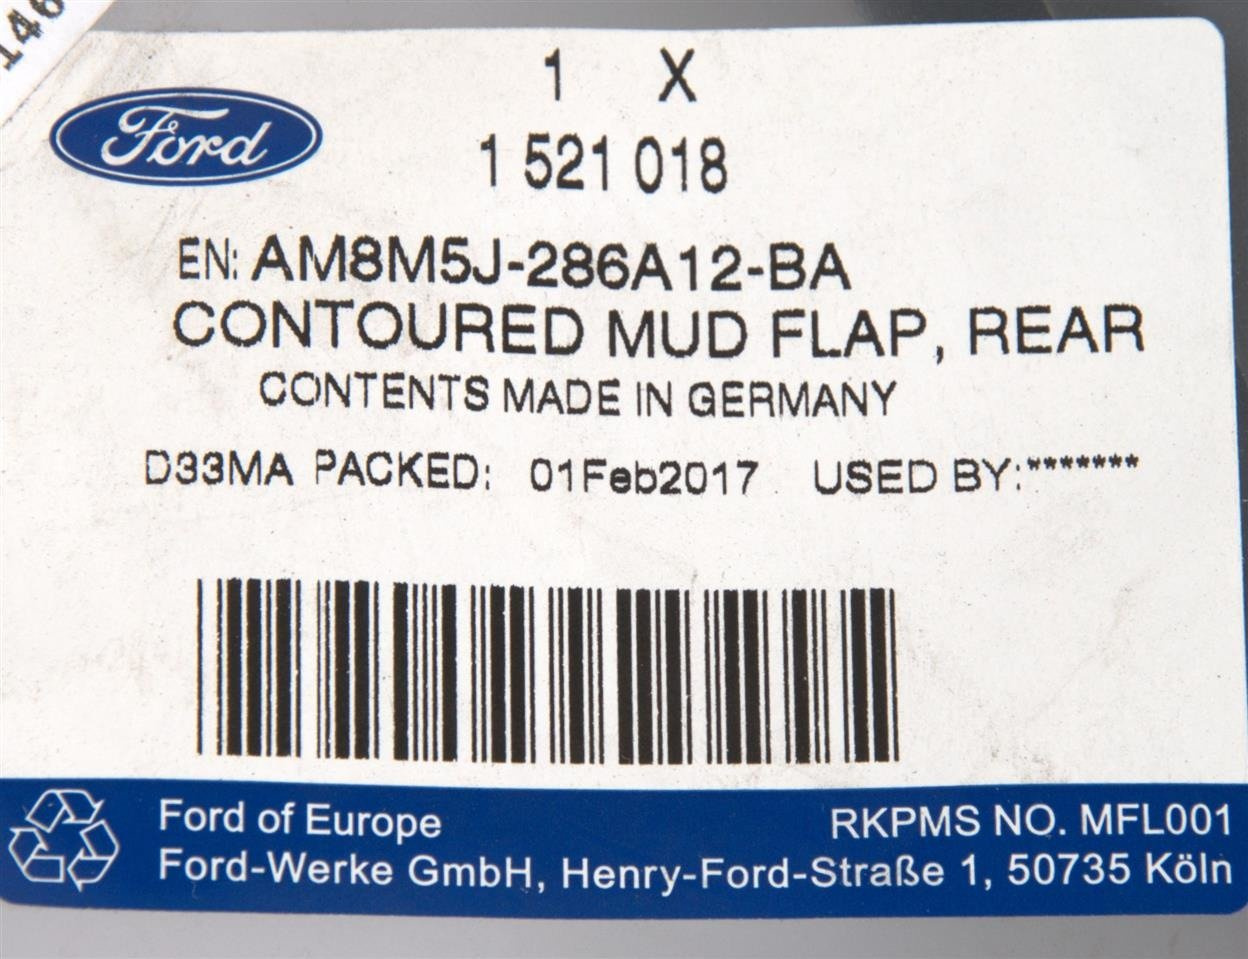 146
Ford
1 X
1 521 018
EN: AM8M5J-286A12-BA
CONTOURED MUD FLAP, REAR
CONTENTS MADE IN GERMANY
D33MA PACKED: 01Feb2017 USED BY:*******
Ford of Europe
Ford-Werke GmbH, Henry-Ford-Straße 1, 50735 Köln
RKPMS NO. MFL001